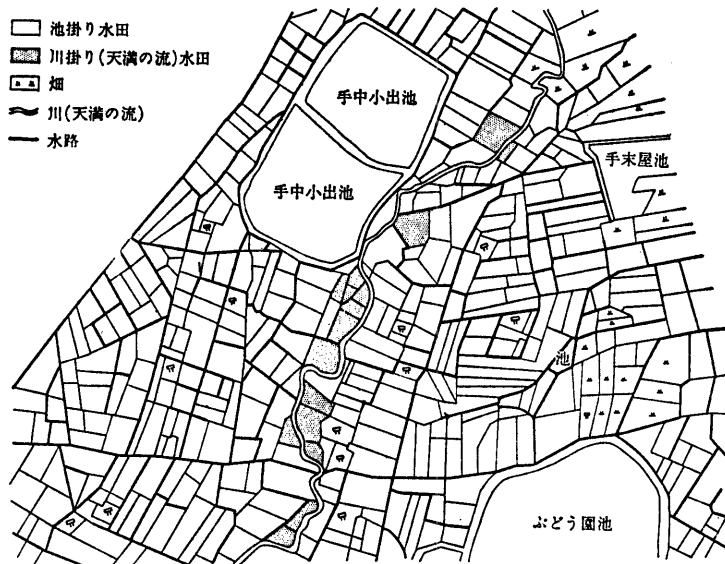 池掛り水田
川掛り(天満の流)水田
畑
川(天満の流)
水路
手中小出池
手中小出池
手末屋池
池
ぶどう園池